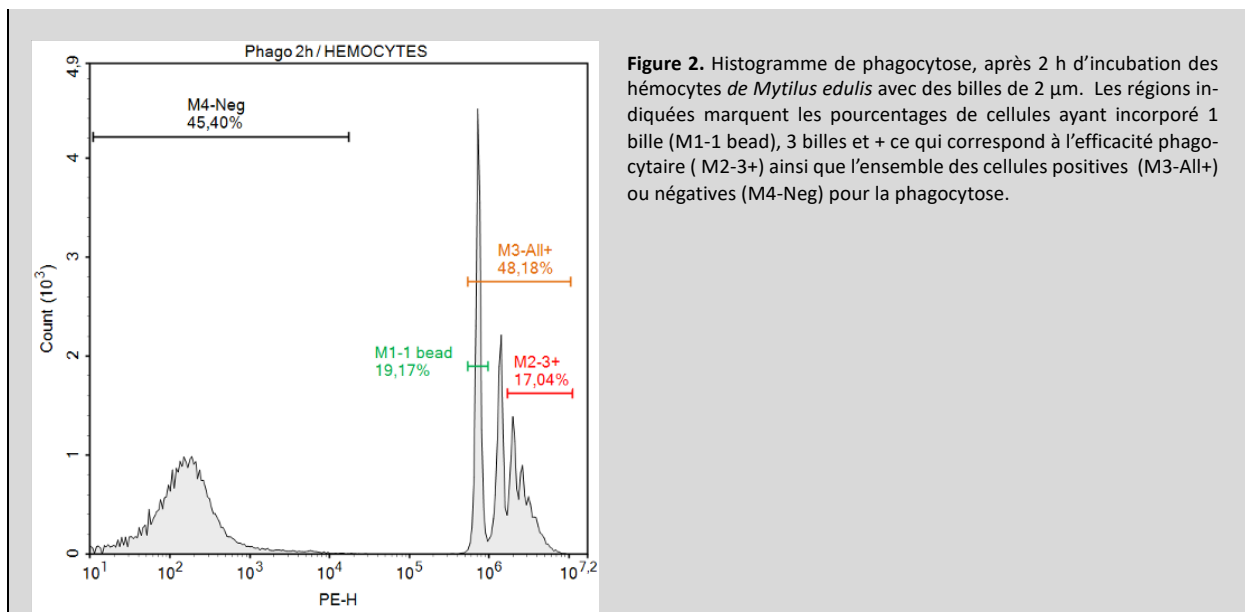 Phago 2h / HEMOCYTES
4,9
M4-Neg
45,40%
4
M3-All+
48,18%
3
Count (10³)
M1-1 bead
19,17%
M2-3+
17,04%
2
1
0
10¹ 10² 10³ 10⁴ 10⁵ 10⁶ 10⁷,²
PE-H
Figure 2. Histogramme de phagocytose, après 2 h d’incubation des
hémocytes de Mytilus edulis avec des billes de 2 µm. Les régions in-
diquées marquent les pourcentages de cellules ayant incorporé 1
bille (M1-1 bead), 3 billes et + ce qui correspond à l’efficacité phago-
cytaire ( M2-3+) ainsi que l’ensemble des cellules positives (M3-All+)
ou négatives (M4-Neg) pour la phagocytose.